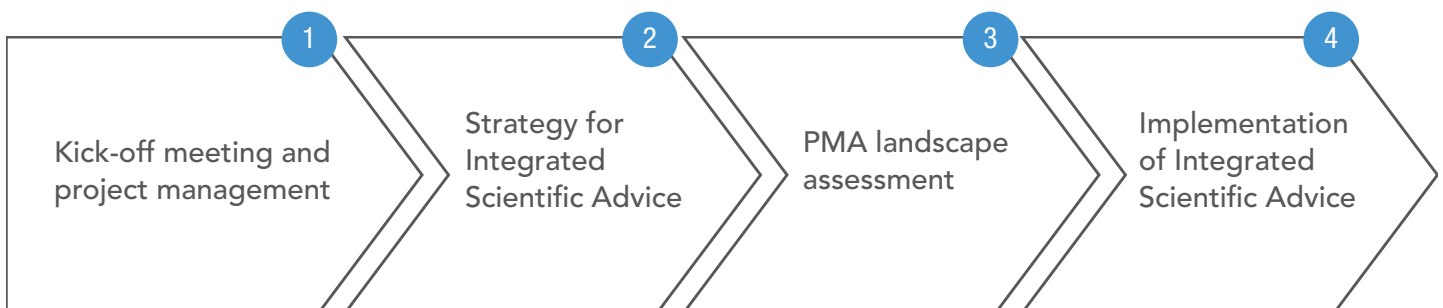 1
Kick-off meeting and
project management
2
Strategy for
Integrated
Scientific Advice
3
PMA landscape
assessment
4
Implementation
of Integrated
Scientific Advice